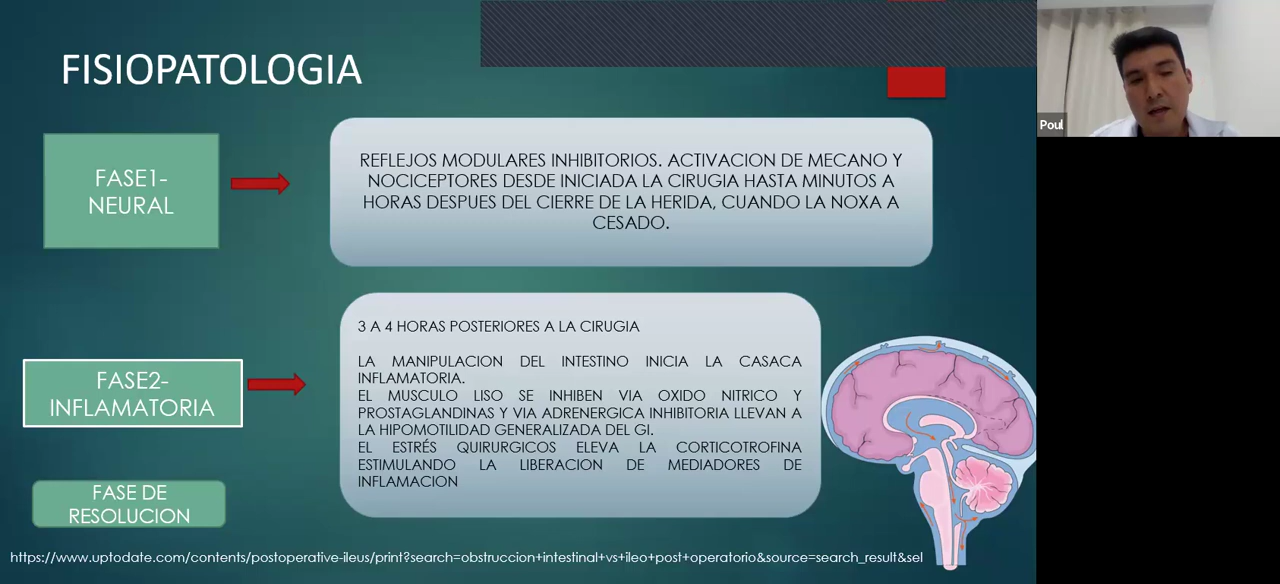 FISIOPATOLOGIA
Poul
FASE1-
NEURAL
REFLEJOS MODULARES INHIBITORIOS. ACTIVACION DE MECANO Y
NOCICEPTORES DESDE INICIADA LA CIRUGIA HASTA MINUTOS A
HORAS DESPUES DEL CIERRE DE LA HERIDA, CUANDO LA NOXA A
CESADO.
FASE2-
INFLAMATORIA
3 A 4 HORAS POSTERIORES A LA CIRUGIA
LA MANIPULACION DEL INTESTINO INICIA LA CASACA
INFLAMATORIA.
EL MUSCULO LISO SE INHIBEN VIA OXIDO NITRICO Y
PROSTAGLANDINAS Y VIA ADRENERGICA INHIBITORIA LLEVAN A
LA HIPOMOTILIDAD GENERALIZADA DEL GI.
EL ESTRÉS QUIRURGICOS ELEVA LA CORTICOTROFINA
ESTIMULANDO LA LIBERACION DE MEDIADORES DE
INFLAMACION
FASE DE
RESOLUCION
https://www.uptodate.com/contents/postoperative-ileus/print?search=obstruccion+intestinal+vs+ileo+post+operatorio&source=search_result&sel